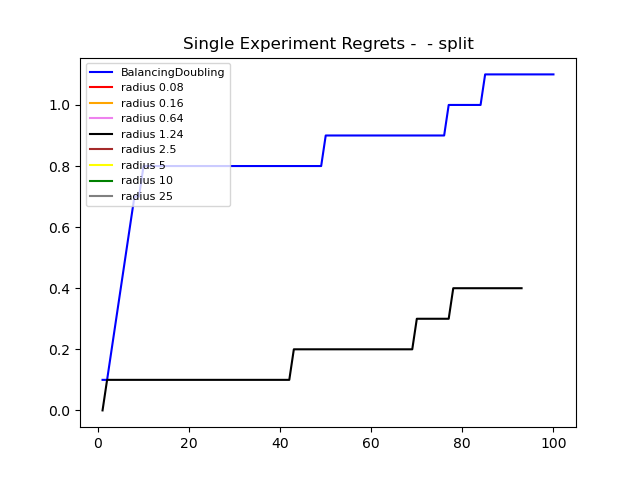 Single Experiment Regrets -  - split
BalancingDoubling
radius 0.08
radius 0.16
radius 0.64
radius 1.24
radius 2.5
radius 5
radius 10
radius 25
1.0
0.8
0.6
0.4
0.2
0.0
0 20 40 60 80 100